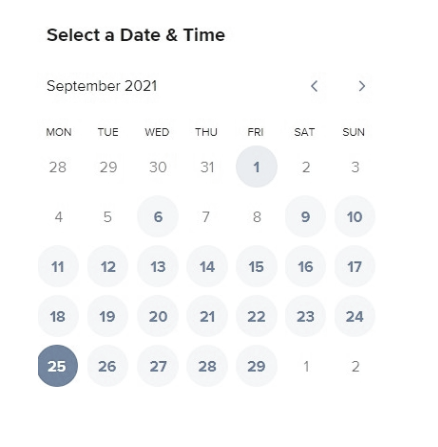 Select a Date & Time
September 2021
MON TUE WED THU FRI SAT SUN
28 29 30 31 1 2 3
4 5 6 7 8 9 10
11 12 13 14 15 16 17
18 19 20 21 22 23 24
25 26 27 28 29 1 2